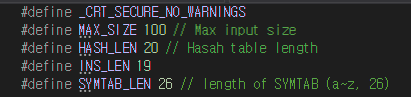 #define _CRT_SECURE_NO_WARNINGS
#define MAX_SIZE 100 // Max input size
#define HASH_LEN 20 // Hasah table length
#define INS_LEN 19
#define SYMTAB_LEN 26 // length of SYMTAB (a~z, 26)